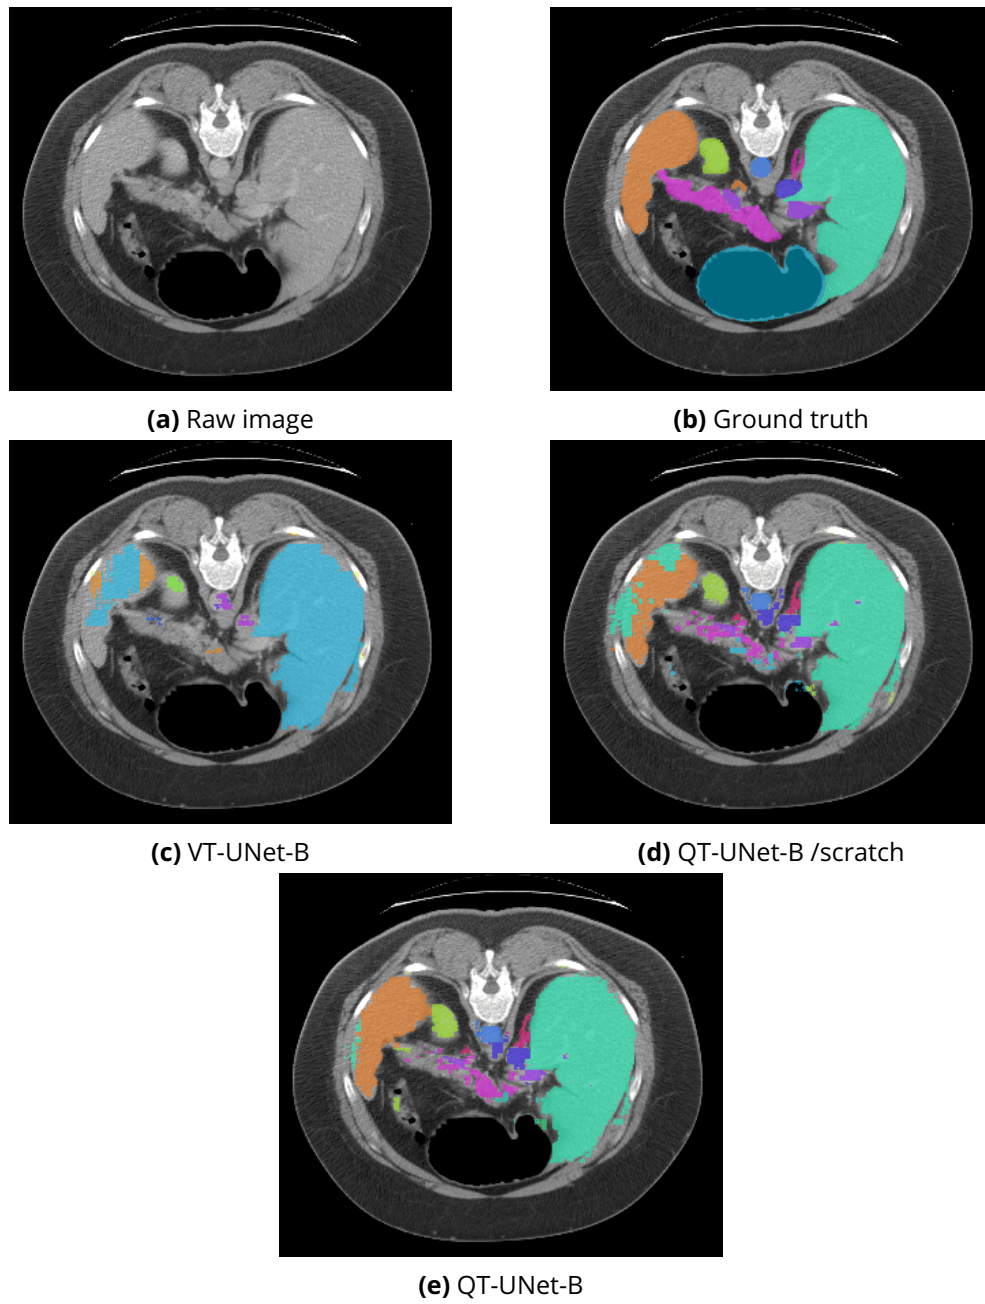 (a) Raw image
(b) Ground truth
(c) VT-UNet-B
(d) QT-UNet-B /scratch
(e) QT-UNet-B